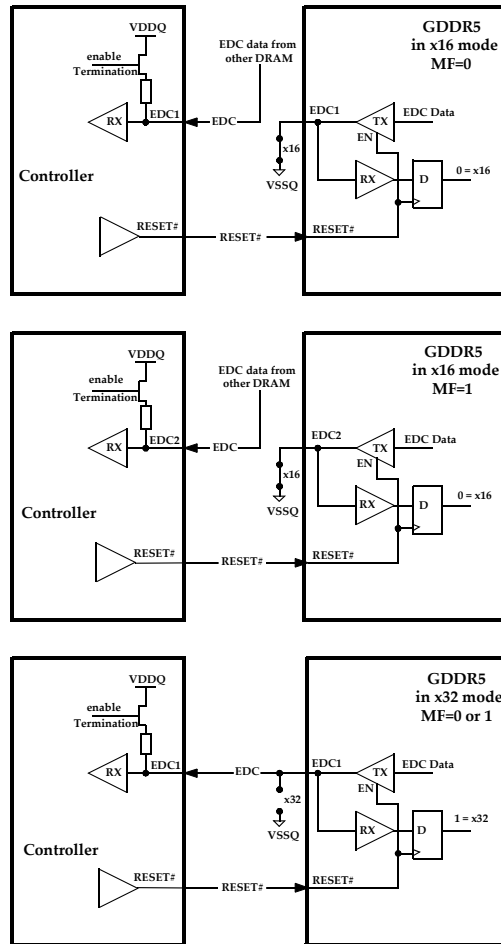 VDDQ
enable
Termination
RX
EDC1
EDC
EDC data from
other DRAM
Controller
RESET#
RESET#
GDDR5
in x16 mode
MF=0
EDC1
TX
EDC Data
EN
x16
VSSQ
RX
D
0 = x16
RESET#
VDDQ
enable
Termination
RX
EDC2
EDC
EDC data from
other DRAM
Controller
RESET#
RESET#
GDDR5
in x16 mode
MF=1
EDC2
TX
EDC Data
EN
x16
VSSQ
RX
D
0 = x16
RESET#
VDDQ
enable
Termination
RX
EDC1
EDC
Controller
RESET#
RESET#
x32
VSSQ
GDDR5
in x32 mode
MF=0 or 1
EDC1
TX
EDC Data
EN
RX
D
1 = x32
RESET#